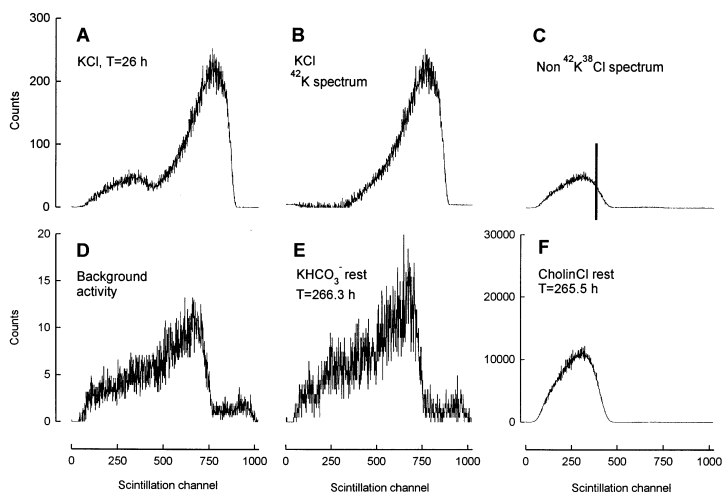 300
200
100
0
Counts
A
KCl, T=26 h
B
KCl
⁴²K spectrum
C
Non ⁴²K³⁸Cl spectrum
20
15
10
5
0
Counts
D
Background
activity
E
KHCO₃⁻ rest
T=266.3 h
30000
20000
10000
0
F
CholinCl rest
T=265.5 h
0 250 500 750 1000
0 250 500 750 1000
0 250 500 750 1000
Scintillation channel
Scintillation channel
Scintillation channel